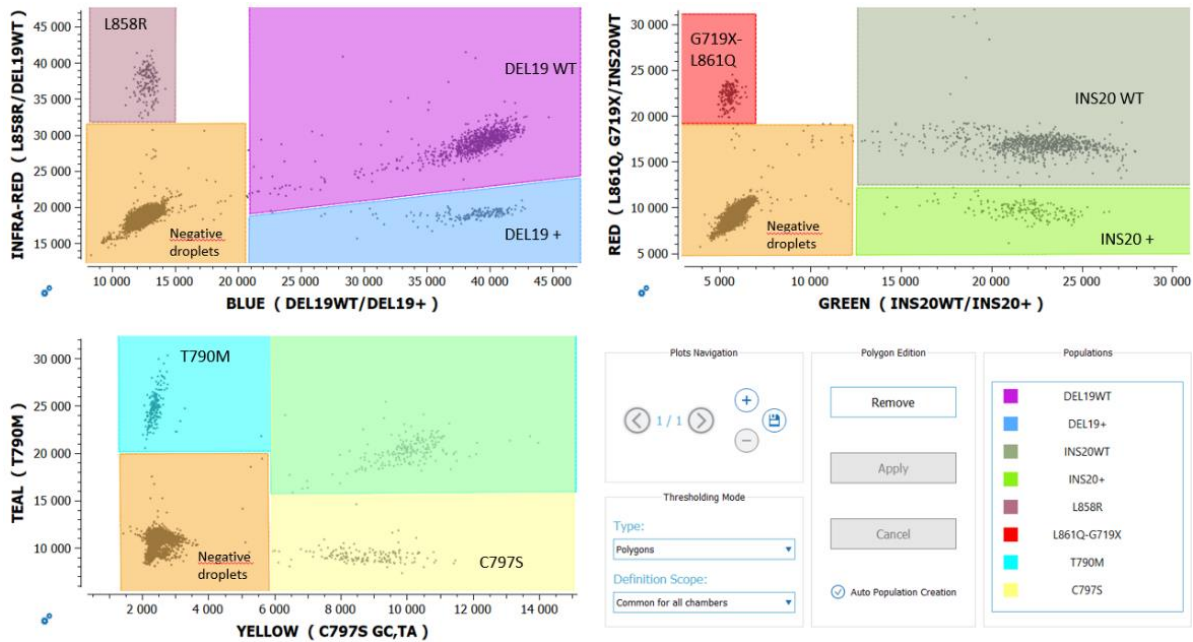 INFRA-RED ( L858R/DEL19WT)
45 000
40 000
35 000
30 000
25 000
20 000
15 000
L858R
DEL19 WT
Negative
droplets
DEL19 +
10 000 15 000 20 000 25 000 30 000 35 000 40 000 45 000
BLUE ( DEL19WT/DEL19+)
RED ( L861Q, G719X/INS20WT)
30 000
25 000
20 000
15 000
10 000
5 000
G719X-
L861Q
INS20 WT
Negative
droplets
INS20 +
5 000 10 000 15 000 20 000 25 000 30 000
GREEN ( INS20WT/INS20+)
TEAL ( T790M)
30 000
25 000
20 000
15 000
10 000
T790M
Negative
droplets
C797S
2 000 4 000 6 000 8 000 10 000 12 000 14 000
YELLOW ( C797S GC,TA)
Plots Navigation
1 / 1
Thresholding Mode
Type:
Polygons
Definition Scope:
Common for all chambers
Polygon Edition
Remove
Apply
Cancel
Auto Population Creation
Populations
DEL19WT
DEL19+
INS20WT
INS20+
L858R
L861Q-G719X
T790M
C797S